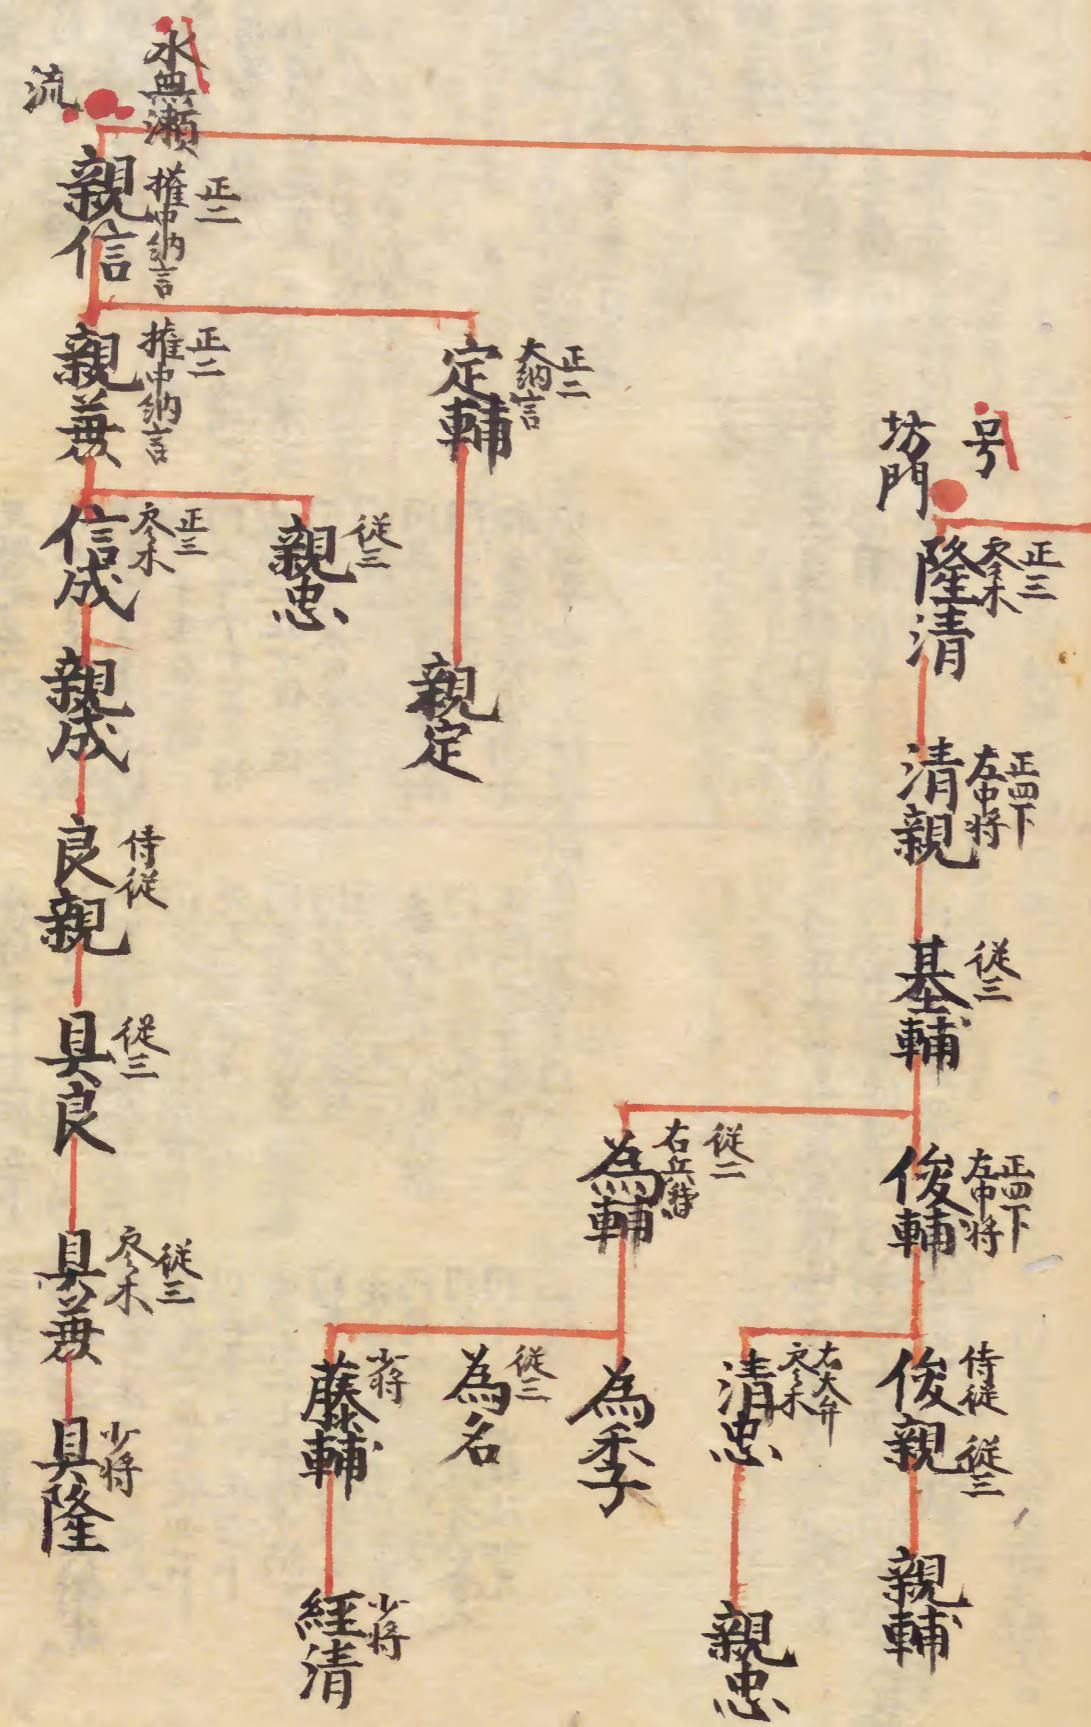 号
坊門
隆清
正三
参木
清親
正四下
左中将
基輔
従三
俊輔
正四下
左中将
俊親
侍従
従三
親輔
清忠
右大弁
参木
親忠
為輔
従二
右兵督
為季
為名
従三
藤輔
少将
経清
少将
水無瀬
流
親信
正二
権中納言
定輔
正二
大納言
親定
親兼
正二
権中納言
親忠
従三
信成
正三
参木
親成
良親
侍従
具良
従三
具兼
従三
参木
具隆
少将